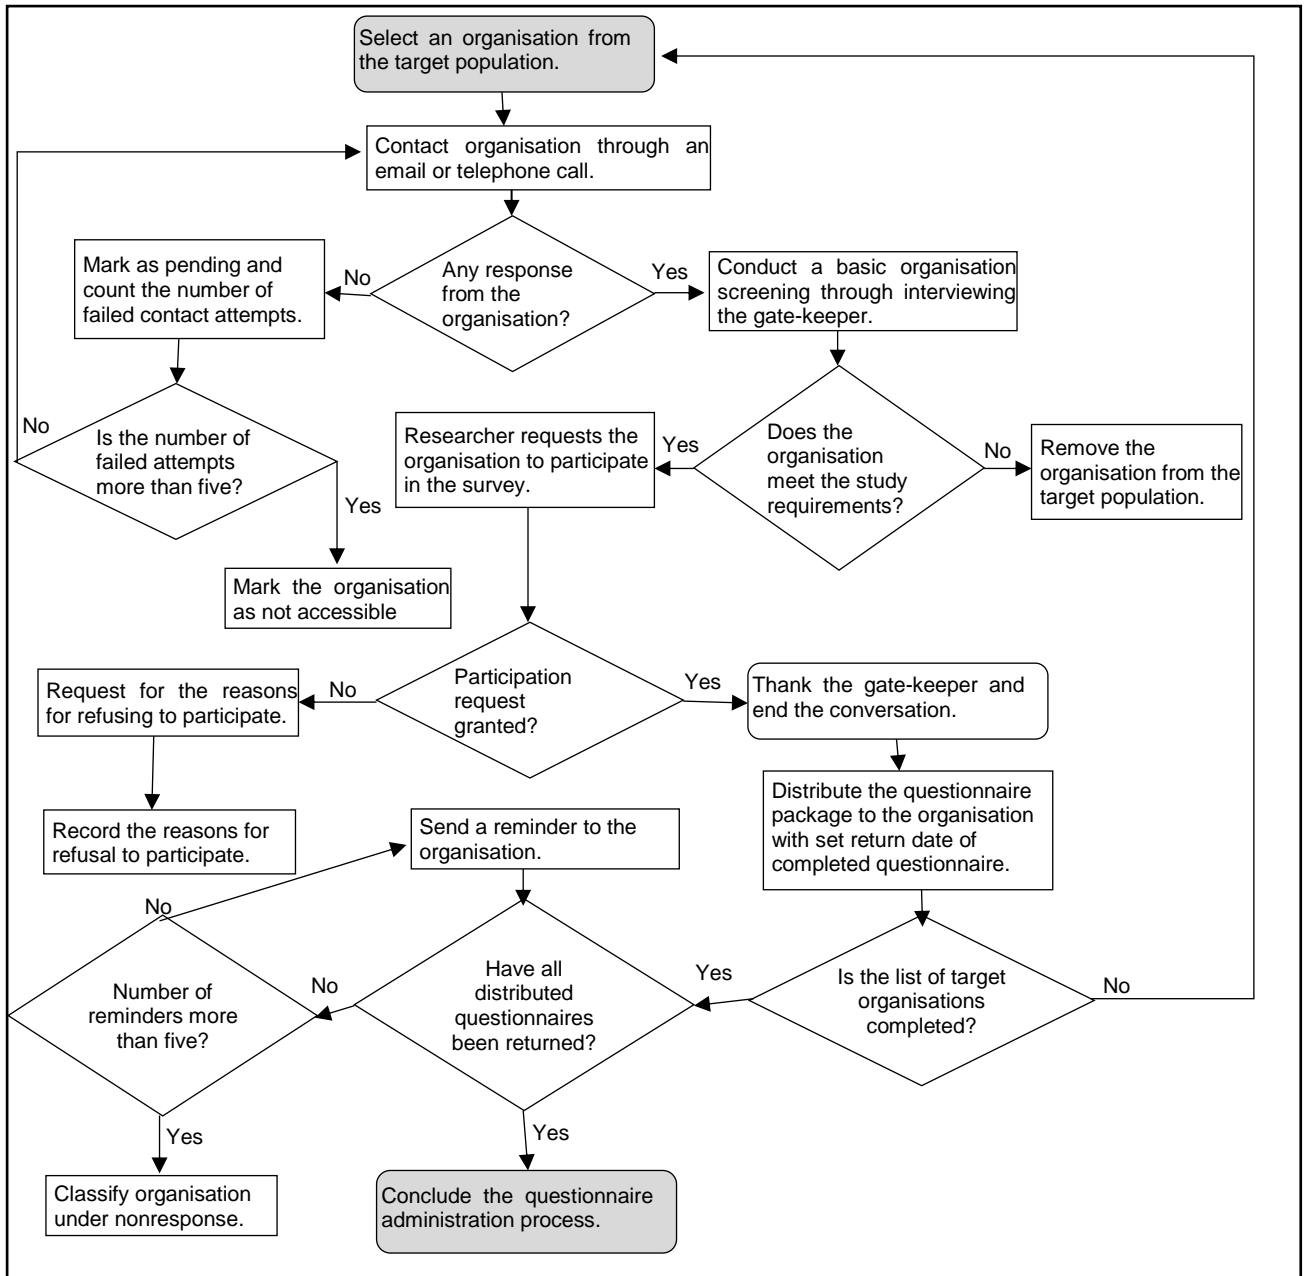 Select an organisation from
the target population.
Contact organisation through an
email or telephone call.
Any response
from the
organisation?
No
Yes
Mark as pending and
count the number of
failed contact attempts.
Conduct a basic organisation
screening through interviewing
the gate-keeper.
Is the number of
failed attempts
more than five?
No
Yes
Mark the organisation
as not accessible
Does the
organisation
meet the study
requirements?
Yes
No
Researcher requests the
organisation to participate
in the survey.
Remove the
organisation from the
target population.
Participation
request
granted?
No
Yes
Request for the reasons
for refusing to participate.
Record the reasons for
refusal to participate.
Thank the gate-keeper and
end the conversation.
Distribute the questionnaire
package to the organisation
with set return date of
completed questionnaire.
Is the list of target
organisations
completed?
Yes
No
Send a reminder to the
organisation.
Have all
distributed
questionnaires
been returned?
No
Yes
Number of
reminders more
than five?
No
Yes
Classify organisation
under nonresponse.
Conclude the questionnaire
administration process.